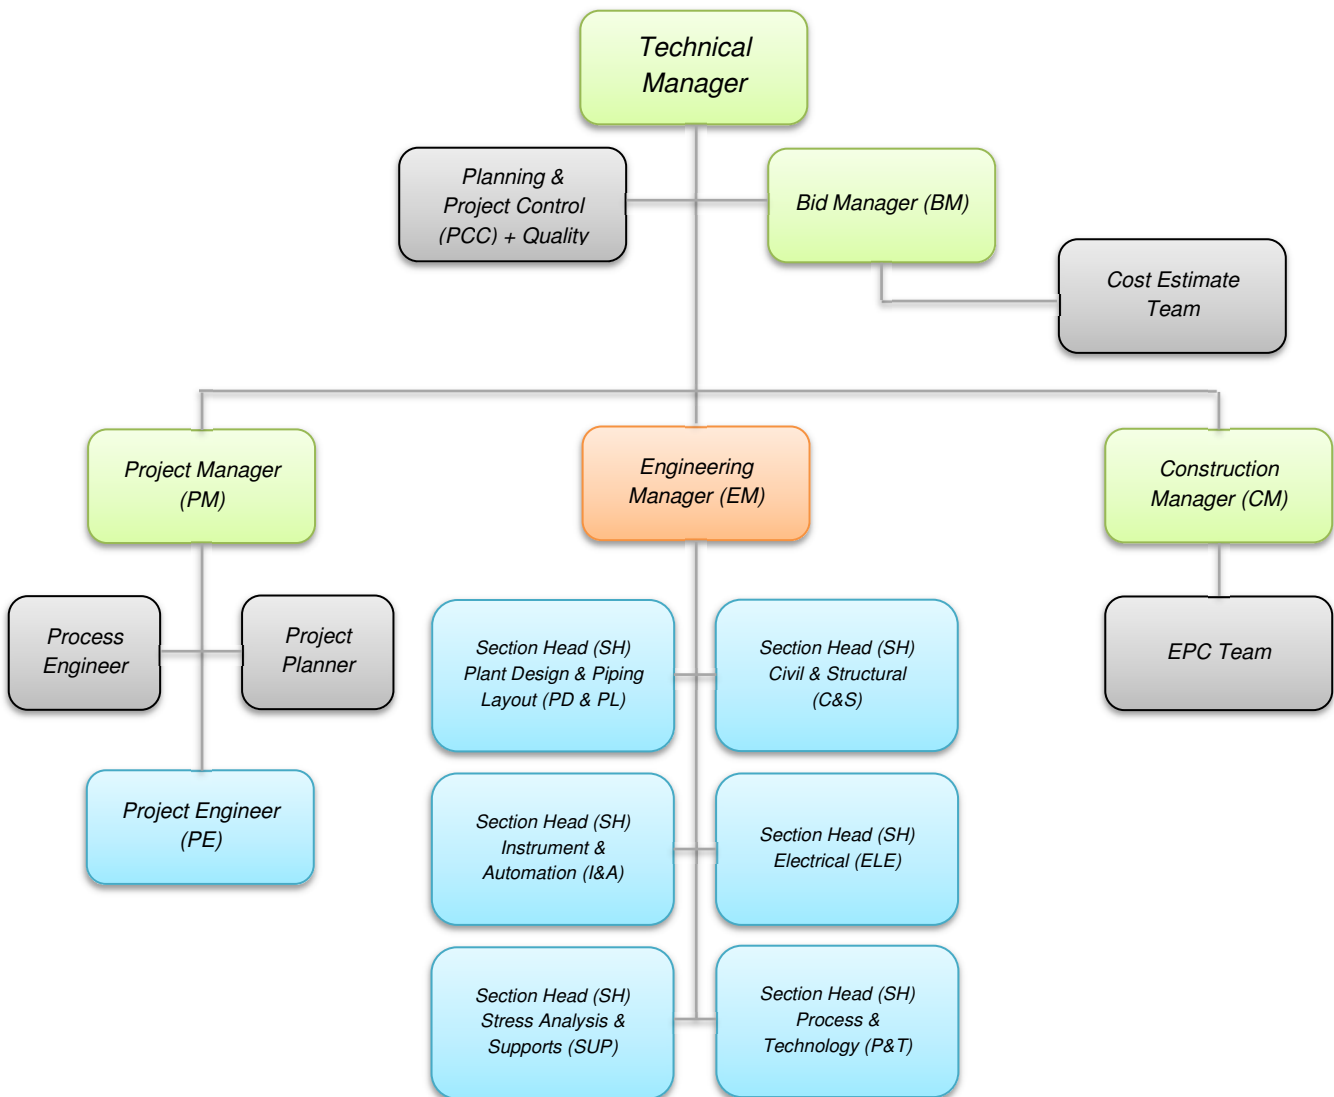 Technical
Manager
Planning &
Project Control
(PCC) + Quality
Bid Manager (BM)
Cost Estimate
Team
Project Manager
(PM)
Engineering
Manager (EM)
Construction
Manager (CM)
Process
Engineer
Project
Planner
Section Head (SH)
Plant Design & Piping
Layout (PD & PL)
Section Head (SH)
Civil & Structural
(C&S)
EPC Team
Project Engineer
(PE)
Section Head (SH)
Instrument &
Automation (I&A)
Section Head (SH)
Electrical (ELE)
Section Head (SH)
Stress Analysis &
Supports (SUP)
Section Head (SH)
Process &
Technology (P&T)